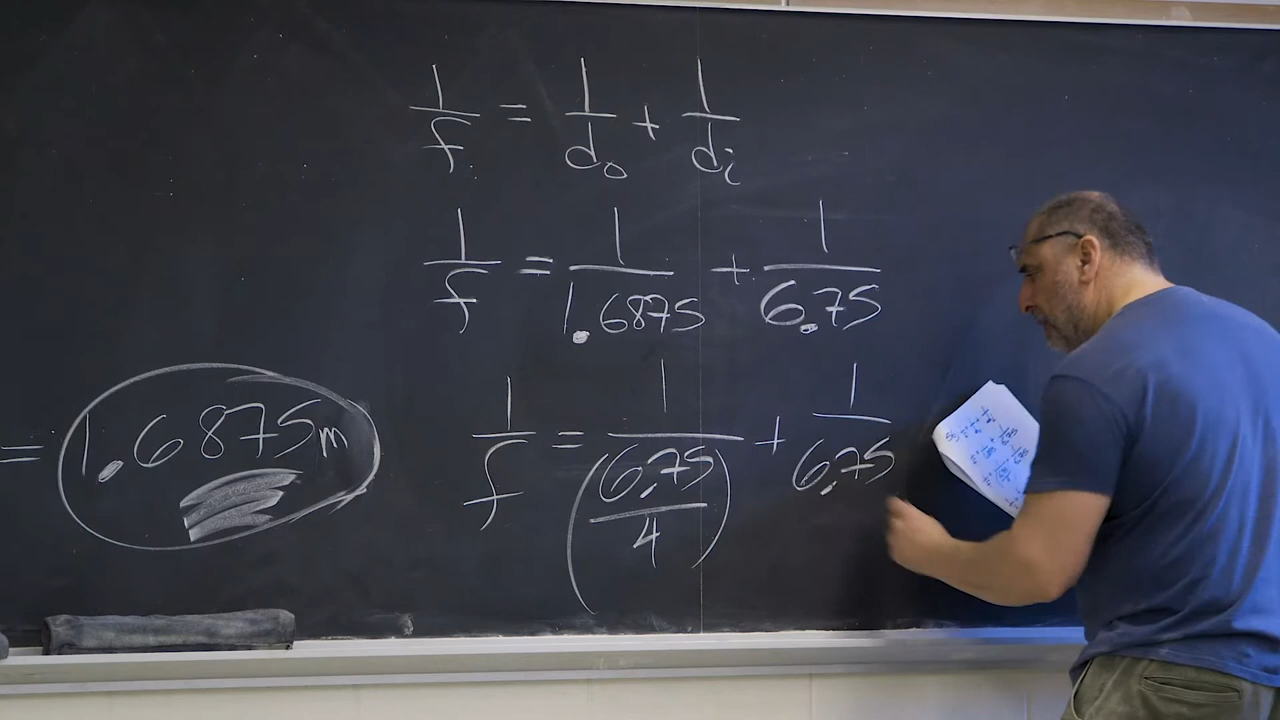 1/f = 1/d₀ + 1/dᵢ
1/f = 1/1.6875 + 1/6.75
= 1.6875m
1/f = 1/(6.75/4) + 1/6.75